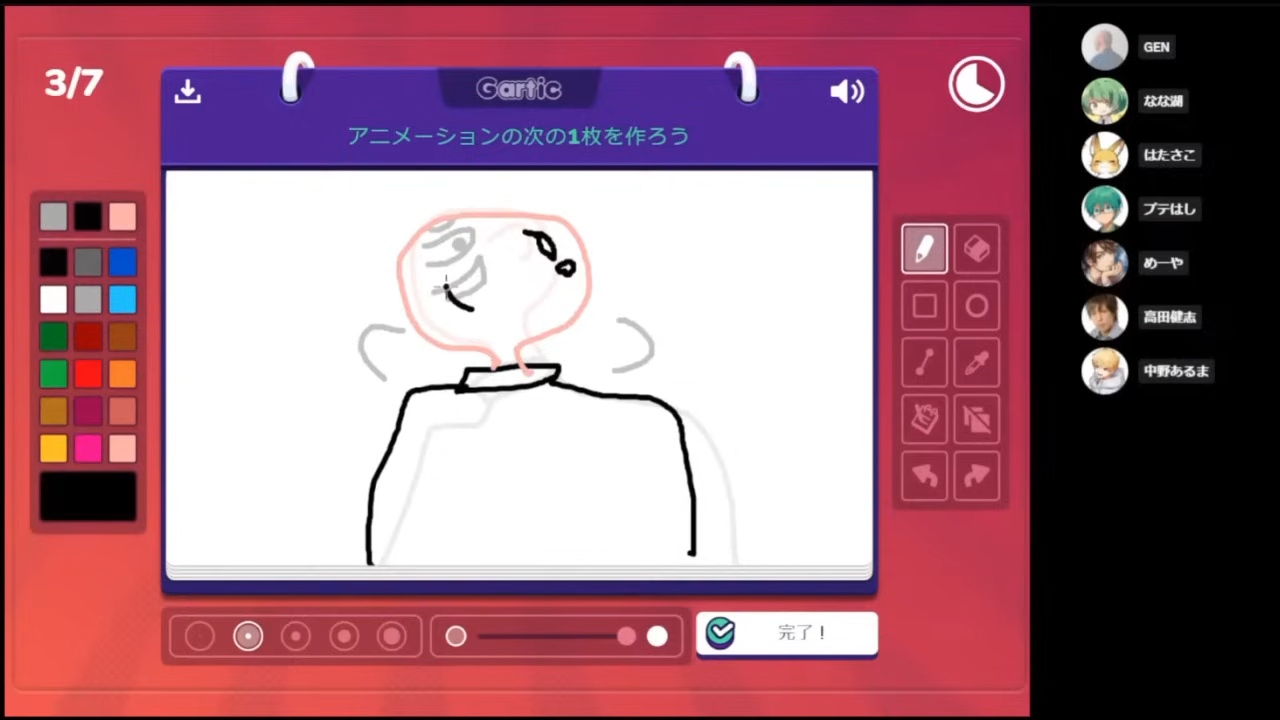 3/7
Gartic
アニメーションの次の1枚を作ろう
完了！
GEN
なな湖
はたさこ
プテはし
めーや
高田健志
中野あるま